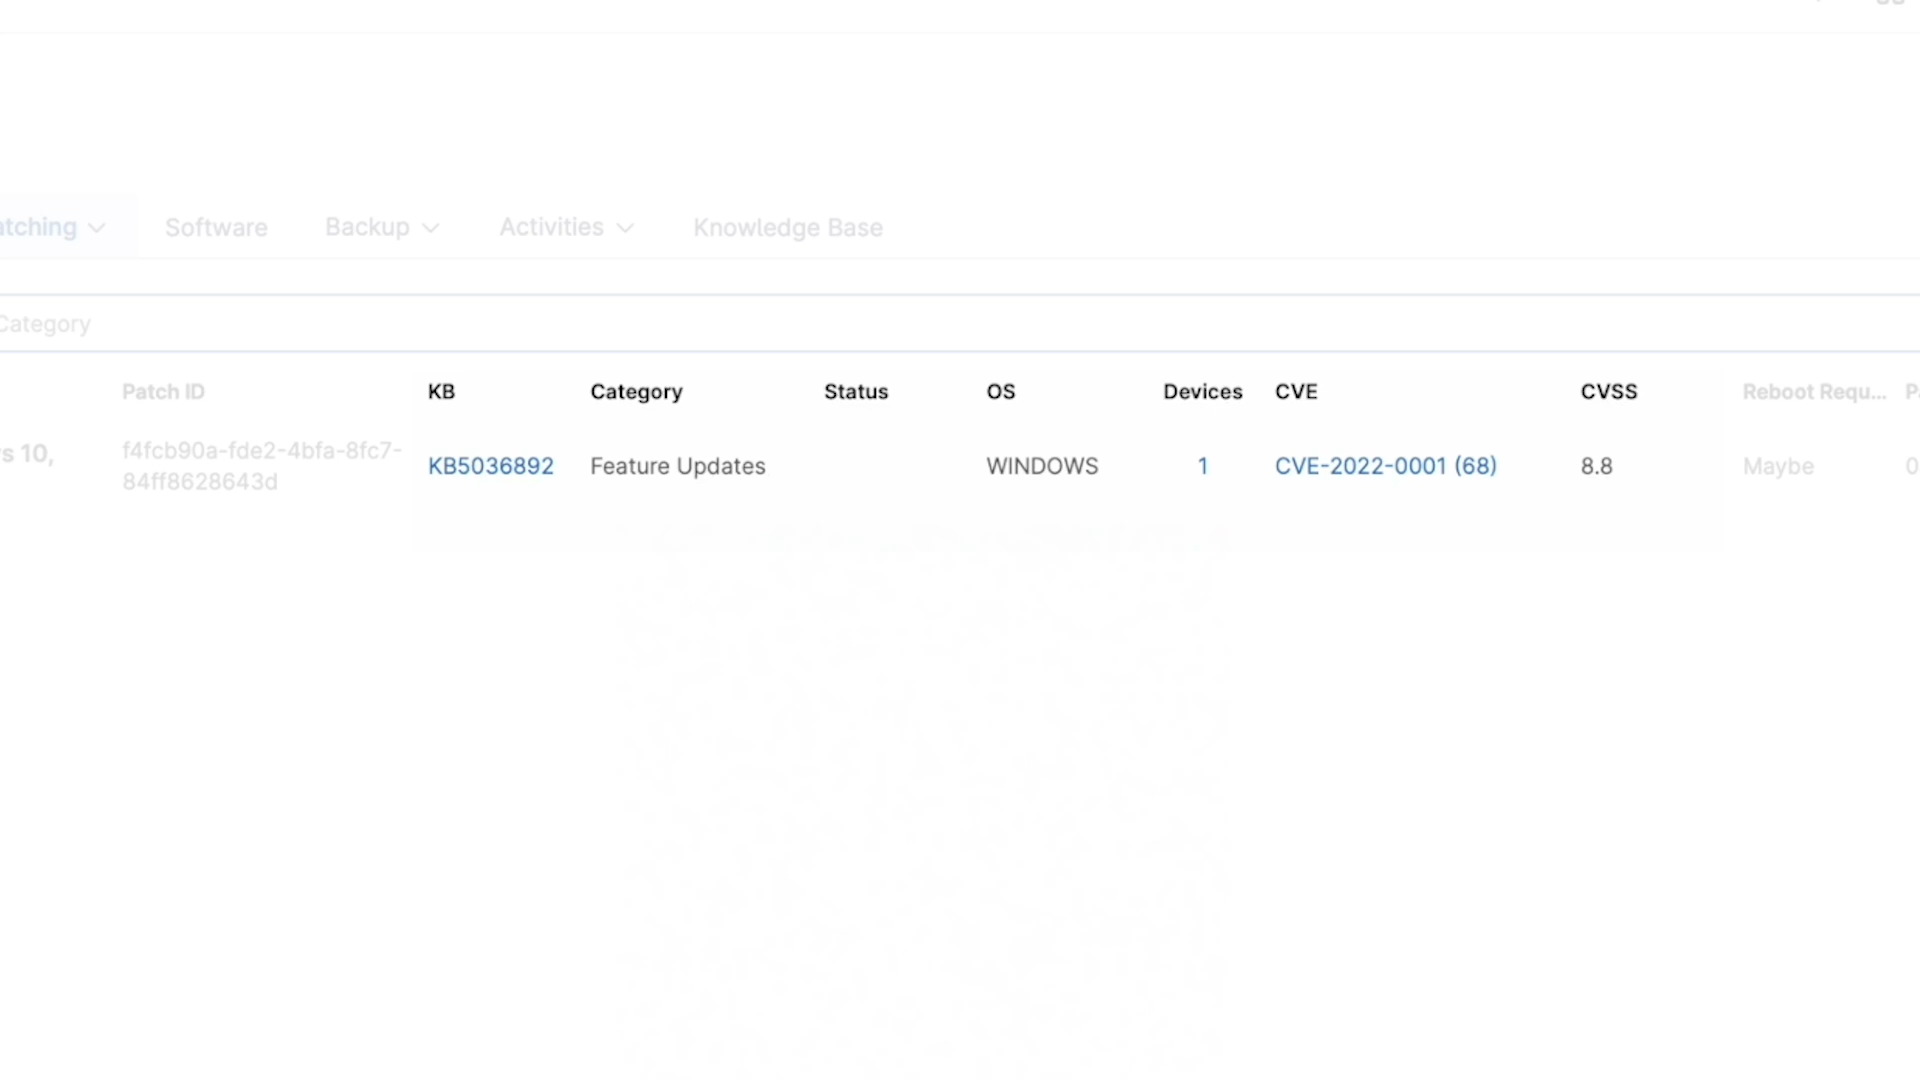 atching Software Backup Activities Knowledge Base
Category
Patch ID KB Category Status OS Devices CVE CVSS Reboot Requ... P
s 10, f4fcb90a-fde2-4bfa-8fc7- KB5036892 Feature Updates WINDOWS 1 CVE-2022-0001 (68) 8.8 Maybe 0
84ff8628643d